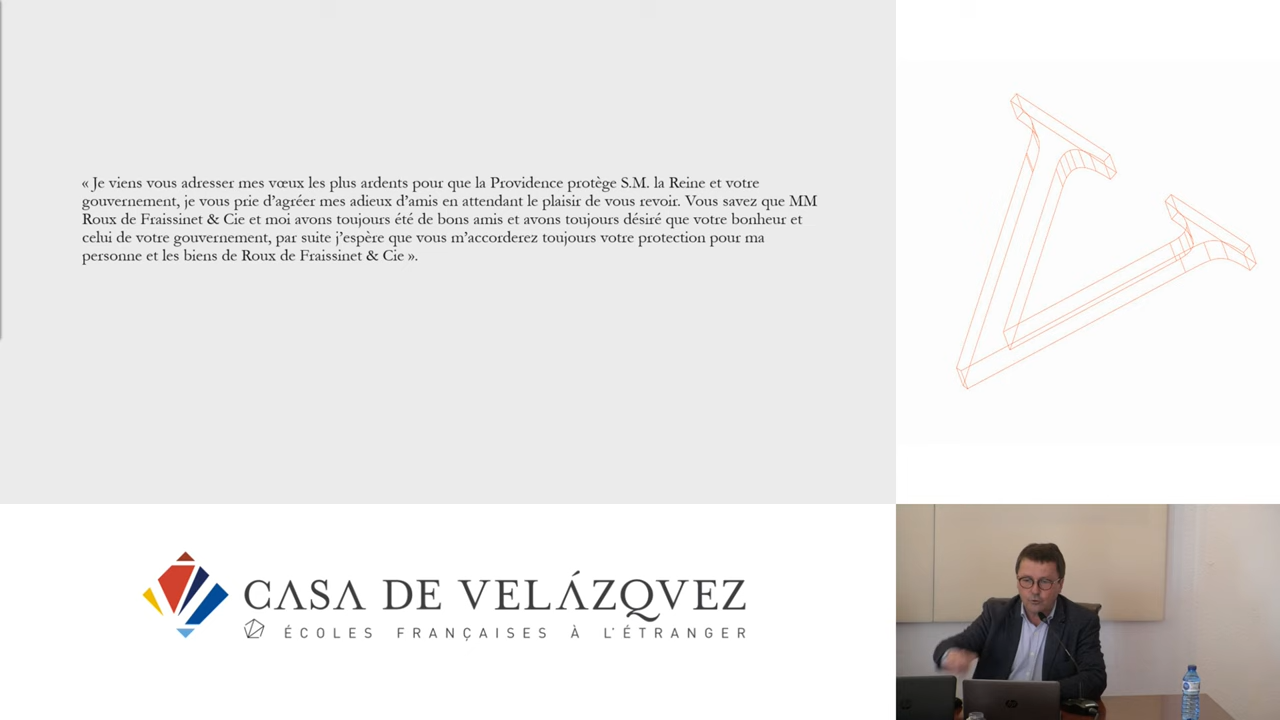 « Je viens vous adresser mes vœux les plus ardents pour que la Providence protège S.M. la Reine et votre
gouvernement, je vous prie d’agréer mes adieux d’amis en attendant le plaisir de vous revoir. Vous savez que MM
Roux de Fraissinet & Cie et moi avons toujours été de bons amis et avons toujours désiré que votre bonheur et
celui de votre gouvernement, par suite j’espère que vous m’accorderez toujours votre protection pour ma
personne et les biens de Roux de Fraissinet & Cie ».
CASA DE VELÁZQVEZ
ÉCOLES FRANÇAISES À L’ÉTRANGER
hp